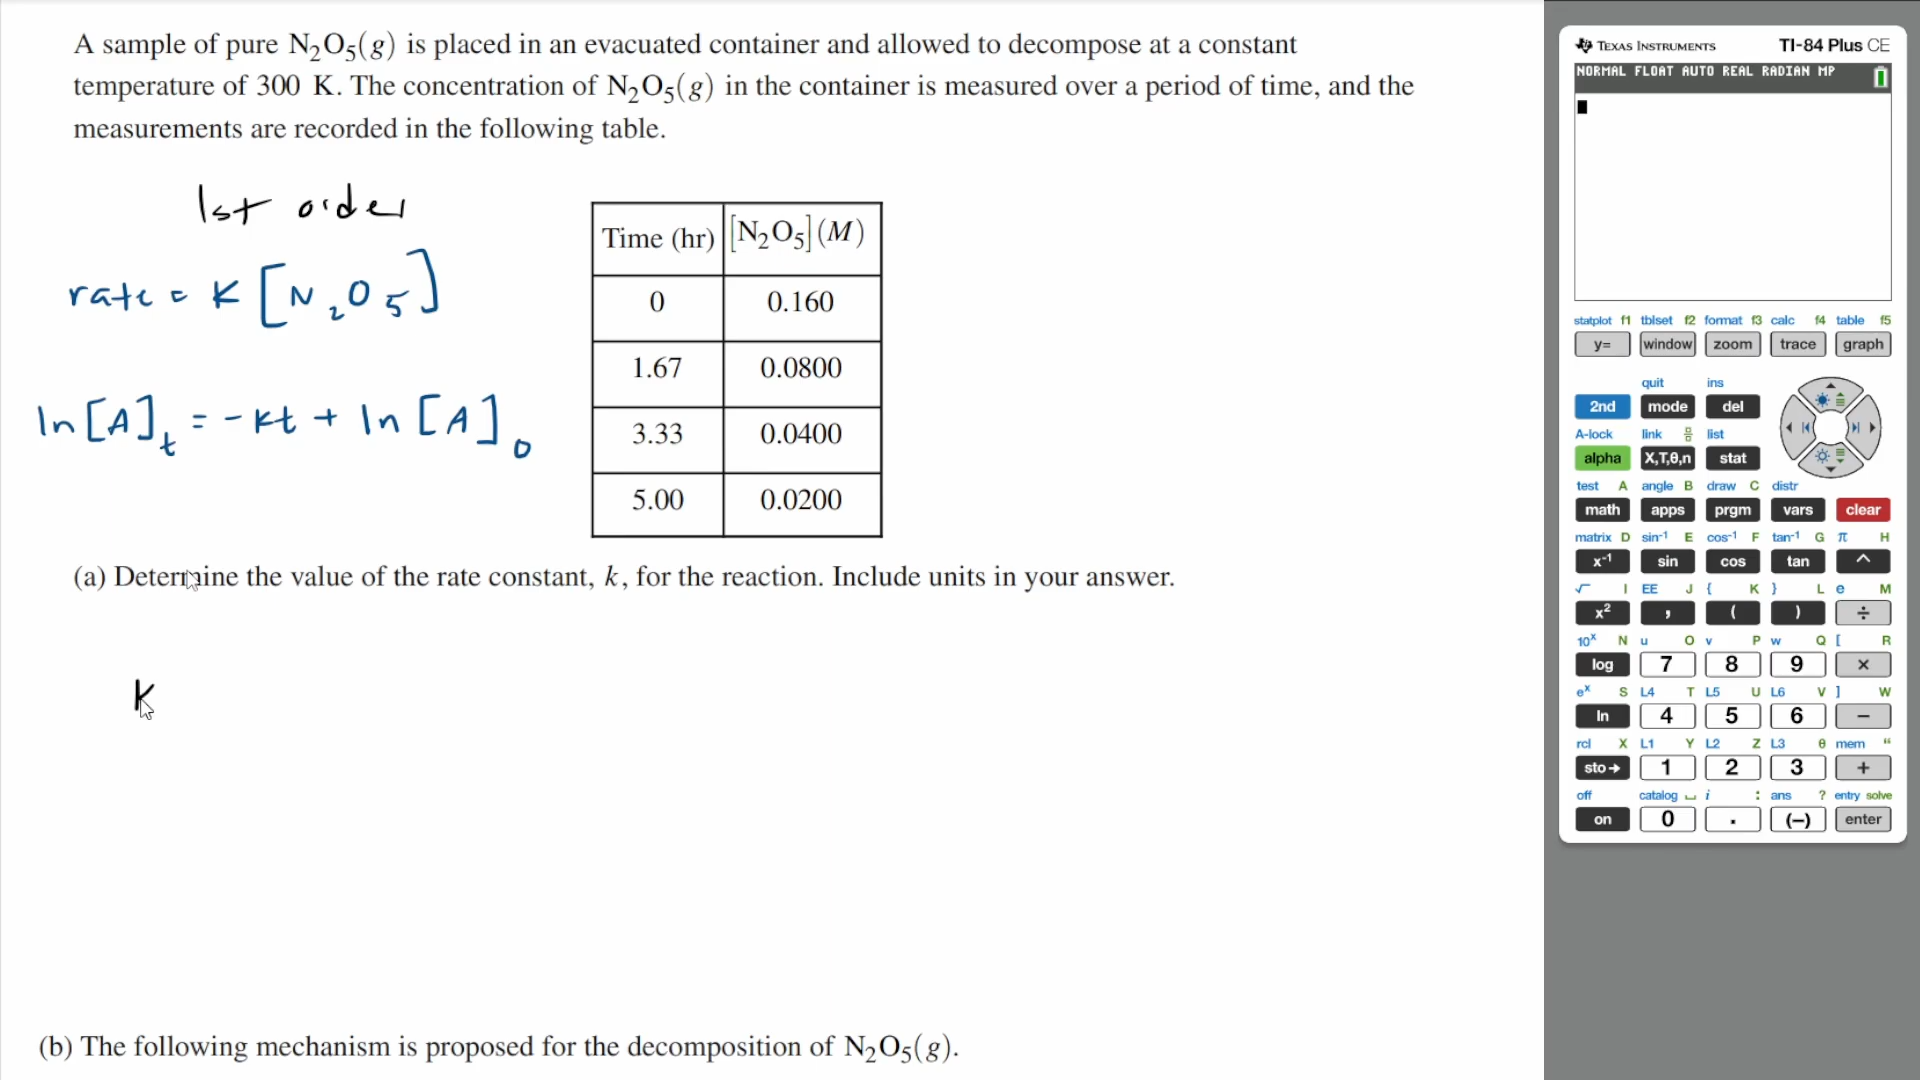 A sample of pure N₂O₅(g) is placed in an evacuated container and allowed to decompose at a constant
temperature of 300 K. The concentration of N₂O₅(g) in the container is measured over a period of time, and the
measurements are recorded in the following table.
1st order
rate = K [N₂O₅]
ln[A]ₜ = -Kt + ln[A]₀
Time (hr) [N₂O₅](M)
0 0.160
1.67 0.0800
3.33 0.0400
5.00 0.0200
(a) Determine the value of the rate constant, k, for the reaction. Include units in your answer.
K
(b) The following mechanism is proposed for the decomposition of N₂O₅(g).
TEXAS INSTRUMENTS TI-84 Plus CE
NORMAL FLOAT AUTO REAL RADIAN MP
statplot f1 tblset f2 format f3 calc f4 table f5
y= window zoom trace graph
quit ins
2nd mode del
A-lock link list
alpha X,T,θ,n stat
test A angle B draw C distr
math apps prgm vars clear
matrix D sin⁻¹ E cos⁻¹ F tan⁻¹ G π H
x⁻¹ sin cos tan ^
√ I EE J { K } L e M
x² , ( ) ÷
10ˣ N u O v P w Q [ R
log 7 8 9 ×
eˣ S L4 T L5 U L6 V ] W
ln 4 5 6 −
rcl X L1 Y L2 Z L3 θ mem "
sto→ 1 2 3 +
off catalog ⎵ i : ans ? entry solve
on 0 . (−) enter